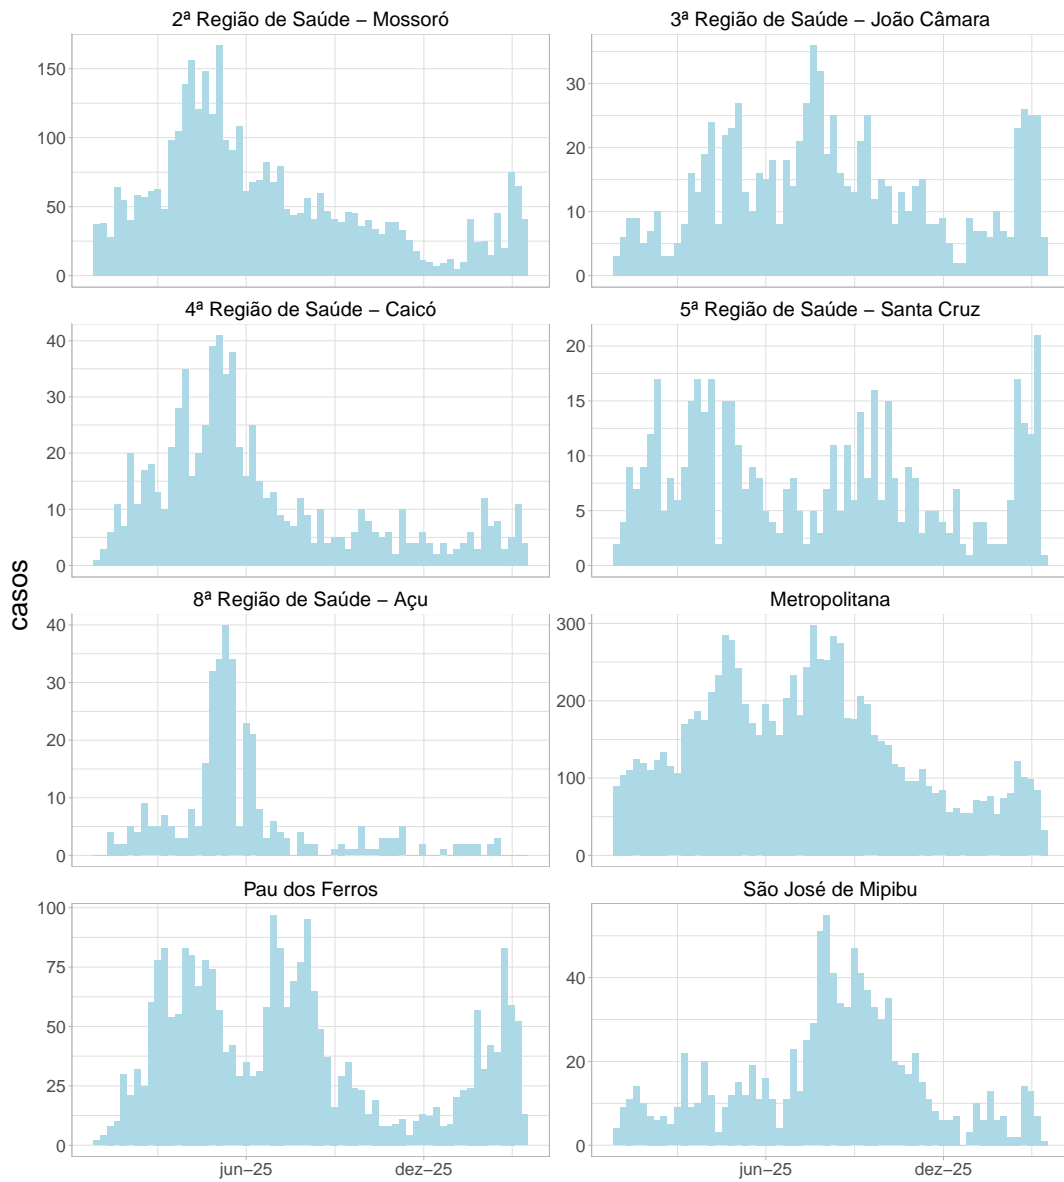 2ª Região de Saúde – Mossoró
3ª Região de Saúde – João Câmara
150
100
50
0
30
20
10
0
4ª Região de Saúde – Caicó
5ª Região de Saúde – Santa Cruz
40
30
20
10
0
20
15
10
5
0
casos
8ª Região de Saúde – Açu
Metropolitana
40
30
20
10
0
300
200
100
0
Pau dos Ferros
São José de Mipibu
100
75
50
25
0
40
20
0
jun–25
dez–25
jun–25
dez–25